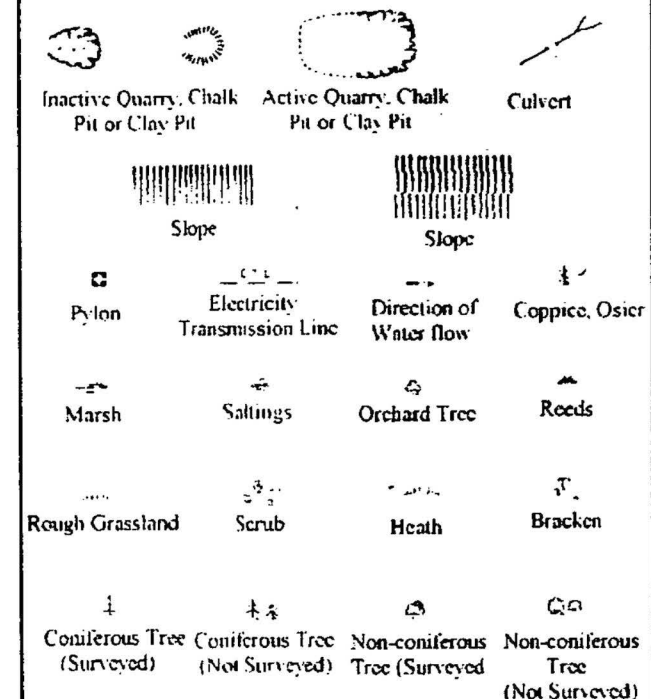 Inactive Quarry, Chalk
Pit or Clay Pit
Active Quarry, Chalk
Pit or Clay Pit
Culvert
Slope
Slope
Pylon
Electricity
Transmission Line
Direction of
Water flow
Coppice, Osier
Marsh
Saltings
Orchard Tree
Reeds
Rough Grassland
Scrub
Heath
Bracken
Coniferous Tree
(Surveyed)
Coniferous Tree
(Not Surveyed)
Non-coniferous
Tree (Surveyed
Non-coniferous
Tree
(Not Surveyed)